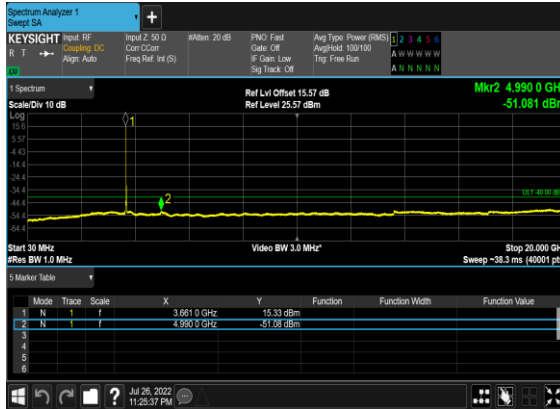 Spectrum Analyzer 1
Swept SA
+
KEYSIGHT Input: RF Input Z: 50 Ω #Atten: 20 dB PNO: Fast Avg Type: Power (RMS) 1 2 3 4 5 6
R T Coupling: DC Corr CCorr Gate: Off Avg|Hold: 100/100 A W W W W W
Align: Auto Freq Ref: Int (S) IF Gain: Low Trig: Free Run
LU Sig Track: Off A N N N N N
1 Spectrum Ref Lvl Offset 15.57 dB Mkr2 4.990 0 GH
Scale/Div 10 dB Ref Level 25.57 dBm -51.081 dB
Log
15.6
5.57
-4.43
-14.4
-24.4
-34.4
-44.4
-54.4
-64.4
1
2
DL1 -40.00 dB
Start 30 MHz Video BW 3.0 MHz* Stop 20.000 GH
#Res BW 1.0 MHz Sweep ~38.3 ms (40001 pt
5 Marker Table
Mode Trace Scale X Y Function Function Width Function Value
1 N 1 f 3.661 0 GHz 15.33 dBm
2 N 1 f 4.990 0 GHz -51.08 dBm
3
4
5
6
? Jul 26, 2022
11:25:37 PM